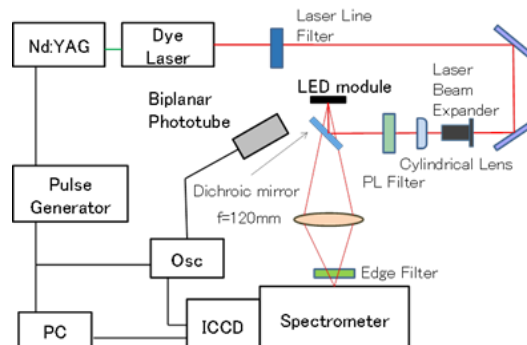 Nd:YAG
Dye
Laser
Laser Line
Filter
LED module
Laser
Beam
Expander
Biplanar
Phototube
Cylindrical Lens
PL Filter
Dichroic mirror
f=120mm
Pulse
Generator
Osc
Edge Filter
PC
ICCD
Spectrometer